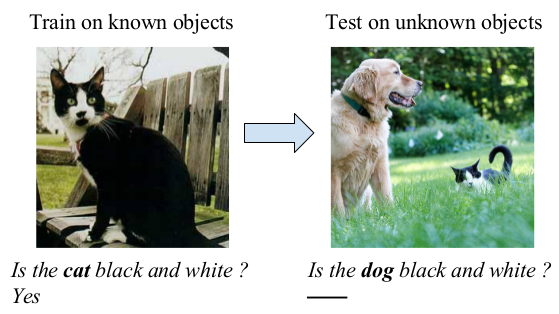 Train on known objects
Test on unknown objects
Is the cat black and white ?
Yes
Is the dog black and white ?